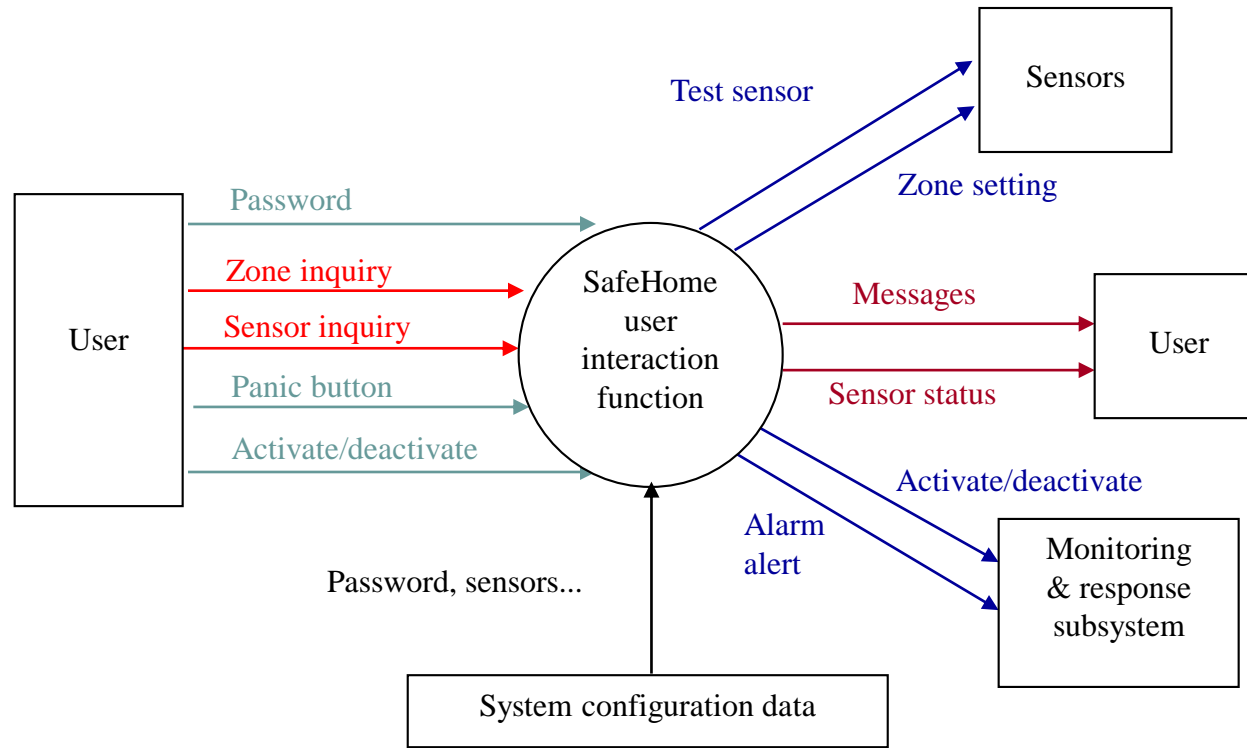 Sensors
Test sensor
Zone setting
Password
Zone inquiry
Sensor inquiry
Panic button
Activate/deactivate
User
SafeHome
user
interaction
function
Messages
Sensor status
User
Activate/deactivate
Alarm
alert
Monitoring
& response
subsystem
Password, sensors...
System configuration data